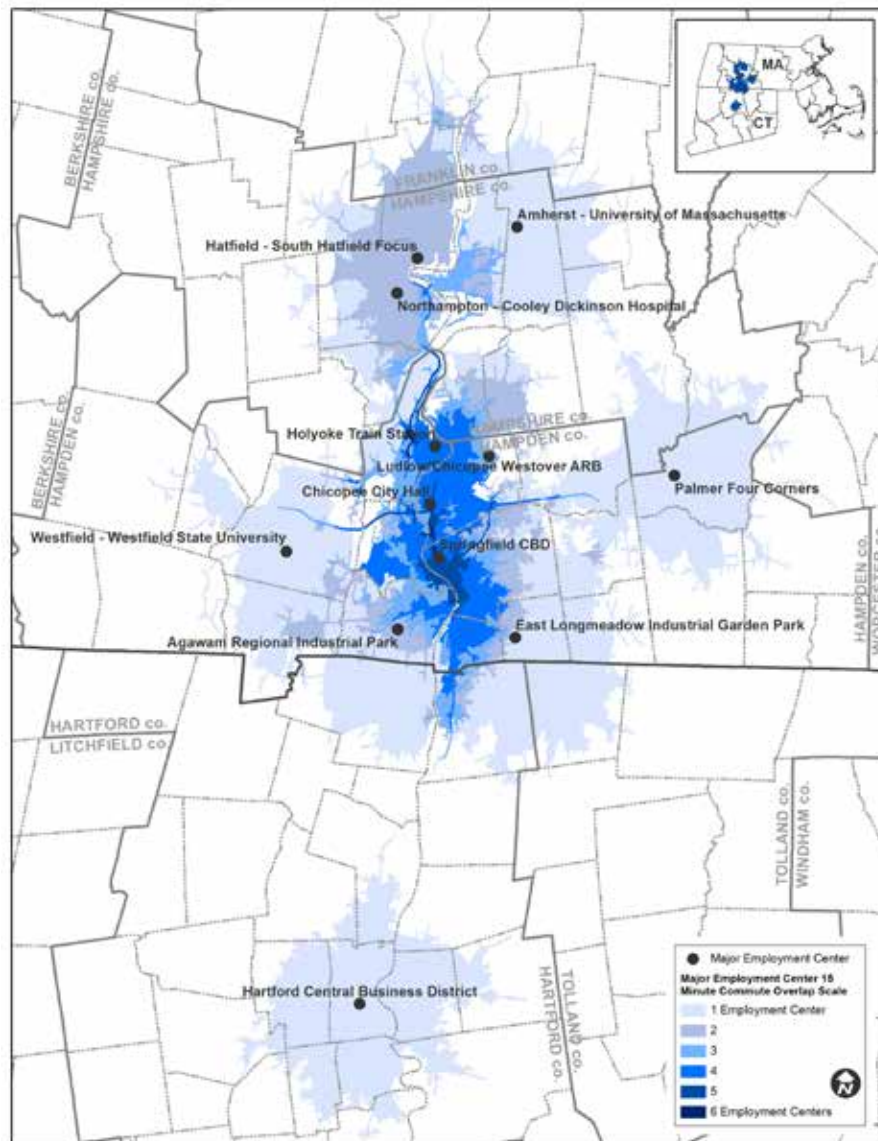 MA
CT
BERKSHIRE co.
HAMPSHIRE co.
FRANKLIN co.
HAMPSHIRE co.
Amherst - University of Massachusetts
Hatfield - South Hatfield Focus
Northampton - Cooley Dickinson Hospital
HAMPSHIRE co.
HAMPDEN co.
BERKSHIRE co.
HAMPDEN co.
Holyoke Train Station
Ludlow/Chicopee Westover ARB
Chicopee City Hall
Palmer Four Corners
Westfield - Westfield State University
Springfield CBD
HAMPDEN co.
WORCESTER co.
East Longmeadow Industrial Garden Park
Agawam Regional Industrial Park
HARTFORD co.
LITCHFIELD co.
TOLLAND co.
WINDHAM co.
Hartford Central Business District
TOLLAND co.
HARTFORD co.
Major Employment Center
Major Employment Center 15
Minute Commute Overlap Scale
1 Employment Center
2
3
4
5
6 Employment Centers
N